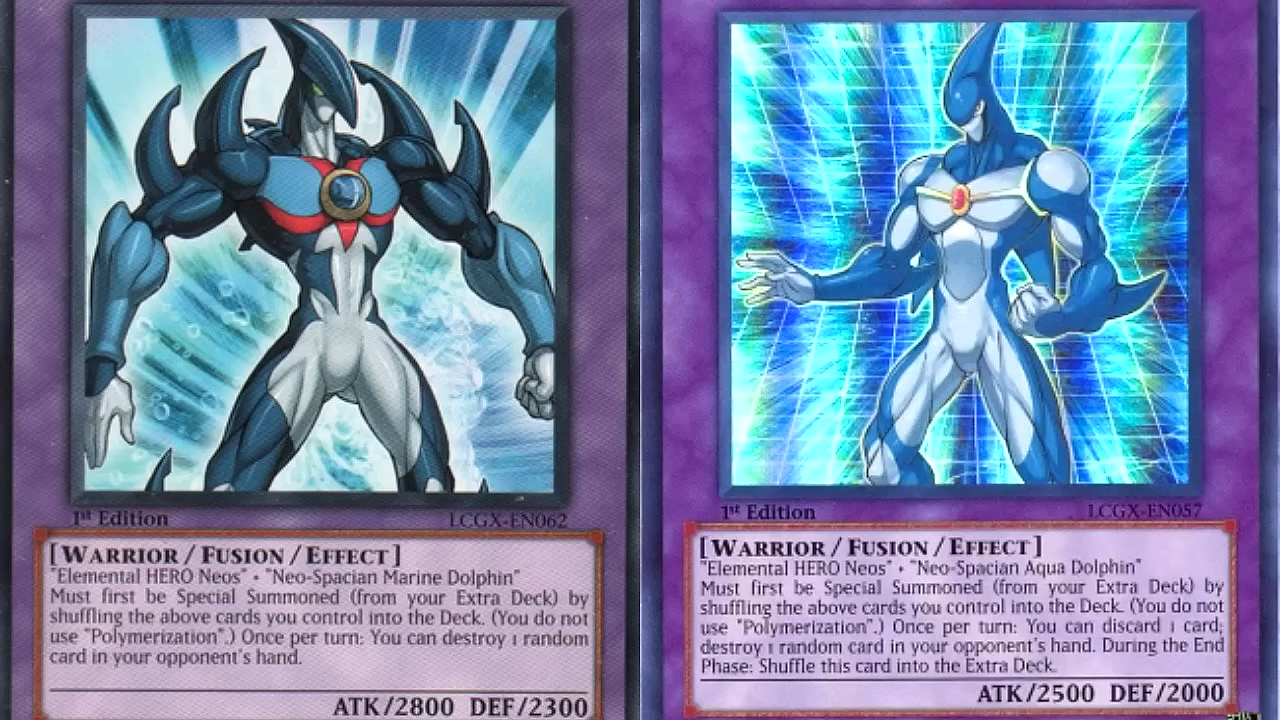 1st Edition
LCGX-EN062
[WARRIOR / FUSION / EFFECT]
"Elemental HERO Neos" • "Neo-Spacian Marine Dolphin"
Must first be Special Summoned (from your Extra Deck) by
shuffling the above cards you control into the Deck. (You do not
use "Polymerization".) Once per turn: You can destroy 1 random
card in your opponent's hand.
ATK/2800 DEF/2300
1st Edition
LCGX-EN057
[WARRIOR / FUSION / EFFECT]
"Elemental HERO Neos" • "Neo-Spacian Aqua Dolphin"
Must first be Special Summoned (from your Extra Deck) by
shuffling the above cards you control into the Deck. (You do not
use "Polymerization".) Once per turn: You can discard 1 card;
destroy 1 random card in your opponent's hand. During the End
Phase: Shuffle this card into the Extra Deck.
ATK/2500 DEF/2000